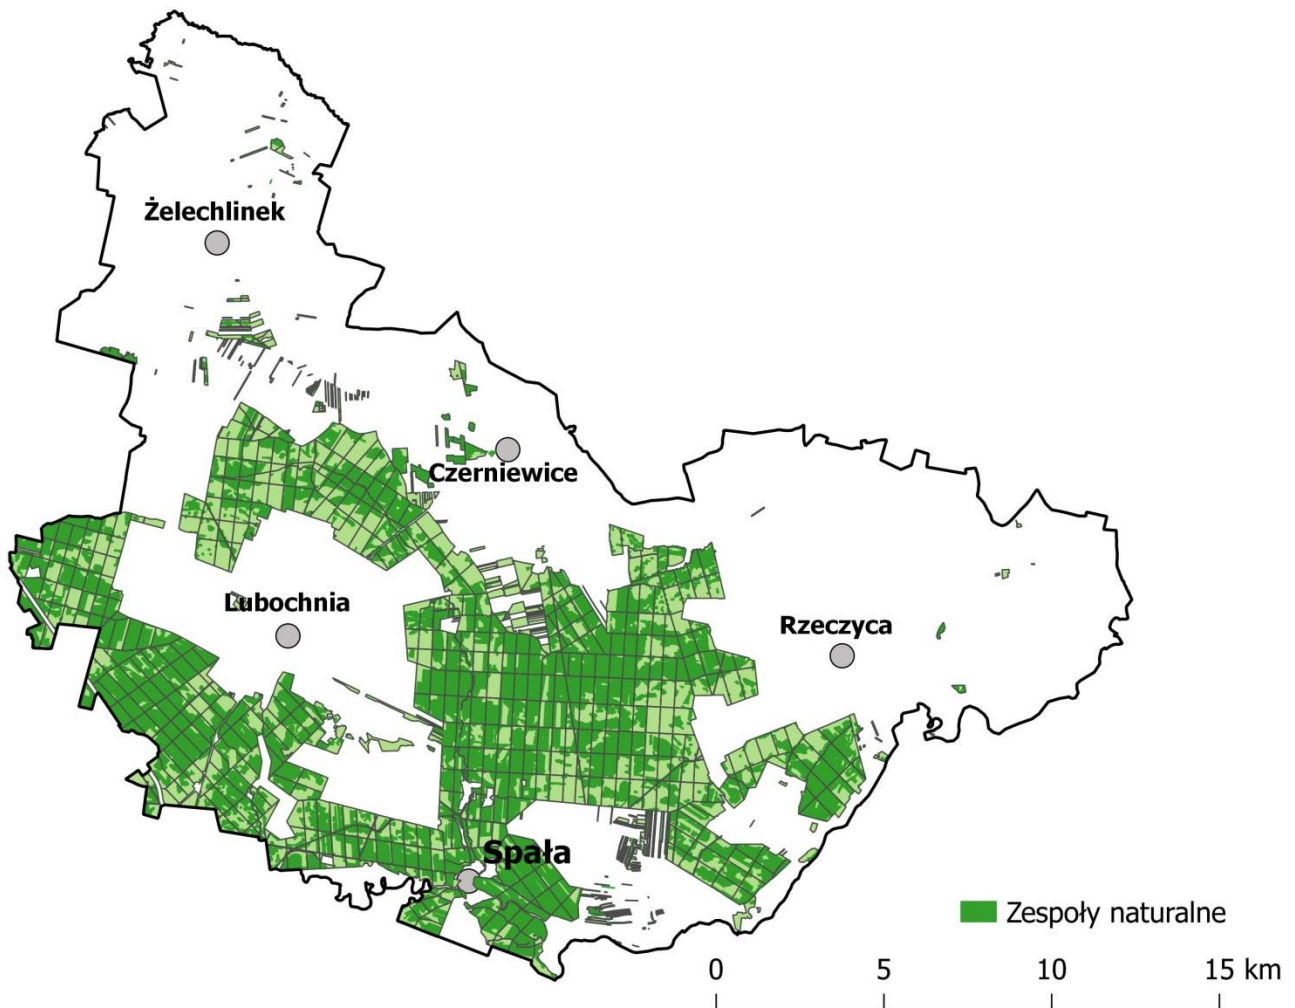 Żelechlinek
Czerniewice
Lubochnia
Rzeczyca
Spała
Zespoły naturalne
0 5 10 15 km